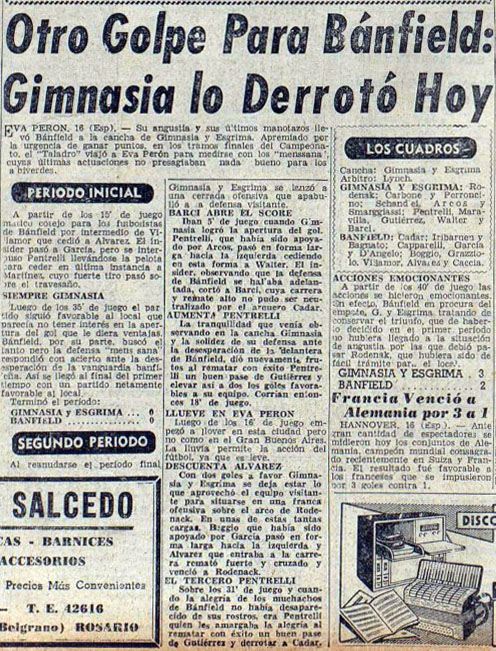 Otro Golpe Para Bánfield:
Gimnasia lo Derrotó Hoy
EVA PERON, 16 (Esp). — Su angustia y sus últimos manotazos lle-
vó Bánfield a la cancha de Gimnasia y Esgrima. Apremiado por
la urgencia de ganar puntos, en los tramos finales del Campeona-
to, el "Taladro" viajó a Eva Perón para medirse con los "menssana",
cuyas últimas actuaciones no presagiaban nada bueno para los
albiverdes.
PERIODO INICIAL
A partir de los 15' de juego
manito cotejo para los futbolistas
de Bánfield por intermedio de Vi-
llamor que cedió a Alvarez. El in-
sider pasó a García, pero se inter-
puso Pentrelli llevándose la pelota
para ceder en última instancia a
Martínez, cuyo fuerte tiro pasó so-
bre el travesaño.
SIEMPRE GIMNASIA
Luego de los 35' de juego el par-
tido siguió favorable al local que
parecía no tener interés en la aper-
tura del gol que le diera ventajas.
Bánfield, por su parte, buscó el
tanto pero la defensa "mens sana"
respondió con acierto ante la des-
esperación de la vanguardia banfi-
leña. Así se llegó al final del primer
tiempo con un partido netamente
favorable al local.
Terminó el período:
GIMNASIA y ESGRIMA .. 0
BANFIELD .......... 0
SEGUNDO PERIODO
Al reanudarse el período final
Gimnasia y Esgrima se lanzó a
una cerrada ofensiva que apabu-
lló a la defensa visitante.
BARCI ABRE EL SCORE
Iban 5' de juego cuando Gim-
nasia logró la apertura del gol.
Pentrelli, que había sido apoyado
por Arcos, pasó en forma lar-
ga hacia la izquierda cediendo
en esta forma a Walter. El in-
sider, observando que la defensa
de Bánfield se hallaba adelan-
tada, cortó a Barci, cuya carrera
y remate alto no pudo ser neu-
tralizado por el arquero Cadar.
AUMENTA PENTRELLI
La tranquilidad que venía ob-
servando en la cancha Gimnasia
y la solidez de su defensa ante
la desesperación de la delantera
de Bánfield, dió nuevamente fru-
tos al rematar con éxito Pentre-
lli un buen pase de Gutiérrez y
elevar así a dos los goles favora-
bles a su equipo. Corrían enton-
ces 15' de juego.
LLUEVE EN EVA PERON
Luego de los 16' de juego em-
pezó a llover en esta ciudad pero
no como en el Gran Buenos Aires.
La lluvia permite la acción del
fútbol, ya que es leve.
DESCUENTA ALVAREZ
Con dos goles a favor Gimna-
sia y Esgrima se deja estar lo
que aprovechó el equipo visitan-
te para situarse en una franca
ofensiva sobre el arco de Rode-
nack. En unas de estas tantas
cargas, Biggio que había sido
apoyado por García pasó en for-
ma larga hacia la izquierda y
Alvarez que entraba a la carre-
ra remató fuerte y cruzado y
venció a Rodenack.
EL TERCERO PENTRELLI
Sobre los 31' de juego y cuan-
do la alegría de los muchachos
de Bánfield no había desapare-
cido de sus rostros, era Pentrelli
quien les amargaba la alegría al
rematar con éxito un buen pase
de Gutiérrez y derrotar a Cadar.
LOS CUADROS
Cancha: Gimnasia y Esgrima
Arbitro: Lynch.
GIMNASIA Y ESGRIMA: Ro-
denak; Carbone y Perroncino;
Schandlein, Arcos y
Smarggiassi; Pentrelli, Mara-
villa, Gutiérrez, Walter y
Barci.
BANFIELD: Cadar; Iribarnen y
Bagnato; Capparelli, García
y D'Angelo; Boggio, Grazzio-
lo, Villamor, Alvarez y Caccia.
ACCIONES EMOCIONANTES
A partir de los 40' de juego las
acciones se hicieron emocionantes.
En efecto, Bánfield en procura del
empate, G. y Esgrima tratando de
conservar el triunfo, que de haber-
se decidido en el primer período
no hubiera llegado a la situación
de angustia por las que debió pasar
Rodenak, que hubiera sido de
fácil trámite para el local.
GIMNASIA Y ESGRIMA 3
BANFIELD 2
Francia Venció a
Alemania por 3 a 1
HANNOVER, 16 (Esp). — Ante
gran cantidad de espectadores se
midieron hoy los conjuntos de Ale-
mania, campeón mundial consagra-
do recientemente en Suiza y Fran-
cia. El resultado fué favorable a
los franceses que se impusieron
por 3 goles contra 1.
SALCEDO
CAS - BARNICES
ACCESORIOS
Precios Más Convenientes
- T. E. 42616
Belgrano) ROSARIO
DISCO